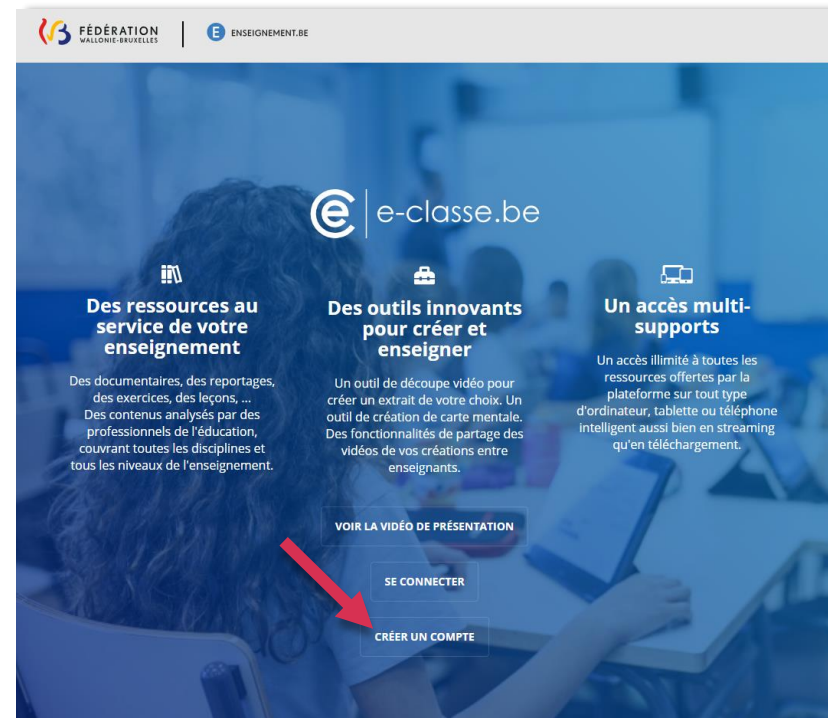 FÉDÉRATION
WALLONIE-BRUXELLES
E ENSEIGNEMENT.BE
e e-classe.be
Des ressources au
service de votre
enseignement
Des documentaires, des reportages,
des exercices, des leçons, ...
Des contenus analysés par des
professionnels de l'éducation,
couvrant toutes les disciplines et
tous les niveaux de l'enseignement.
Des outils innovants
pour créer et
enseigner
Un outil de découpe vidéo pour
créer un extrait de votre choix. Un
outil de création de carte mentale.
Des fonctionnalités de partage des
vidéos de vos créations entre
enseignants.
Un accès multi-
supports
Un accès illimité à toutes les
ressources offertes par la
plateforme sur tout type
d'ordinateur, tablette ou téléphone
intelligent aussi bien en streaming
qu'en téléchargement.
VOIR LA VIDÉO DE PRÉSENTATION
SE CONNECTER
CRÉER UN COMPTE